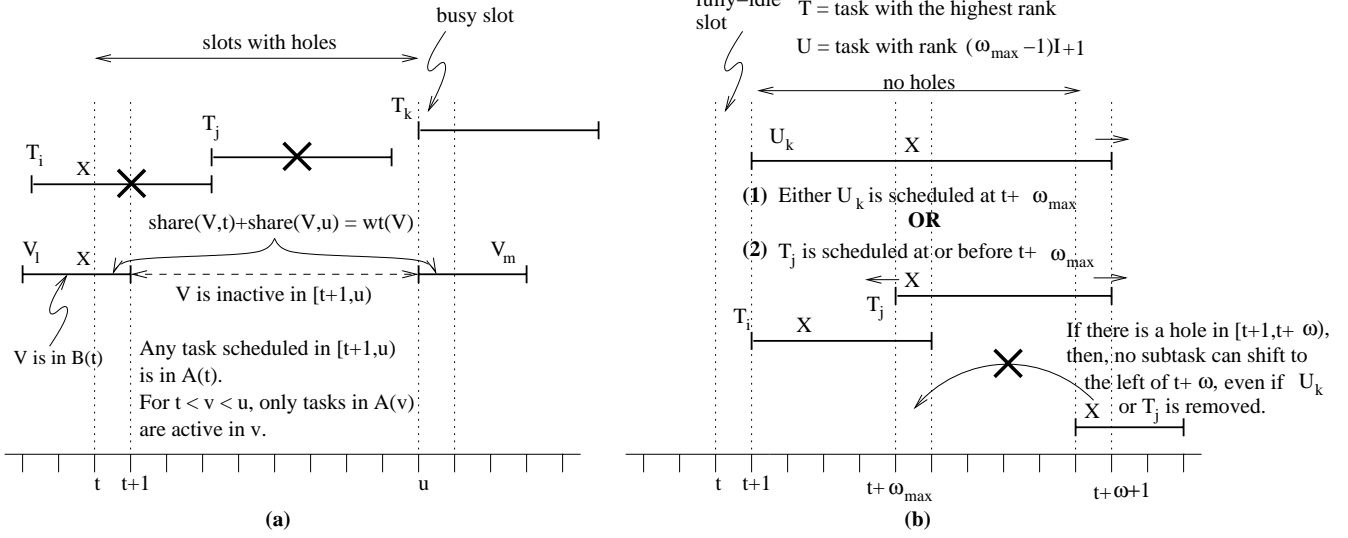 busy slot
slots with holes
T_k
T_j
T_i
X
share(V,t)+share(V,u) = wt(V)
V_l
X
V_m
V is inactive in [t+1,u)
V is in B(t)
Any task scheduled in [t+1,u)
is in A(t).
For t < v < u, only tasks in A(v)
are active in v.
t
t+1
u
(a)
slot
T = task with the highest rank
U = task with rank (ω_max −1)I+1
no holes
U_k
X
(1) Either U_k is scheduled at t+ ω_max
OR
(2) T_j is scheduled at or before t+ ω_max
X
T_j
T_i
X
If there is a hole in [t+1,t+ ω),
then, no subtask can shift to
the left of t+ ω, even if U_k
or T_j is removed.
X
t
t+1
t+ ω_max
t+ ω+1
(b)